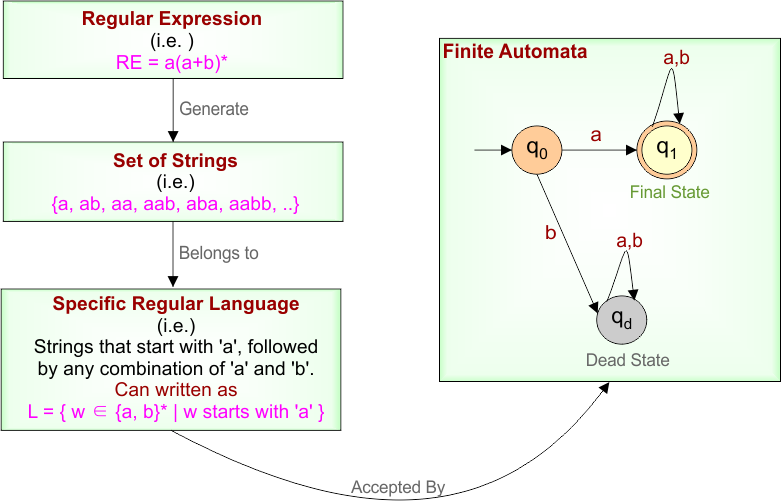 Regular Expression
(i.e. )
RE = a(a+b)*
Generate
Set of Strings
(i.e.)
{a, ab, aa, aab, aba, aabb, ..}
Belongs to
Specific Regular Language
(i.e.)
Strings that start with 'a', followed
by any combination of 'a' and 'b'.
Can written as
L = { w ∈ {a, b}* | w starts with 'a' }
Accepted By
Finite Automata
a,b
q0
a
q1
Final State
b
a,b
qd
Dead State